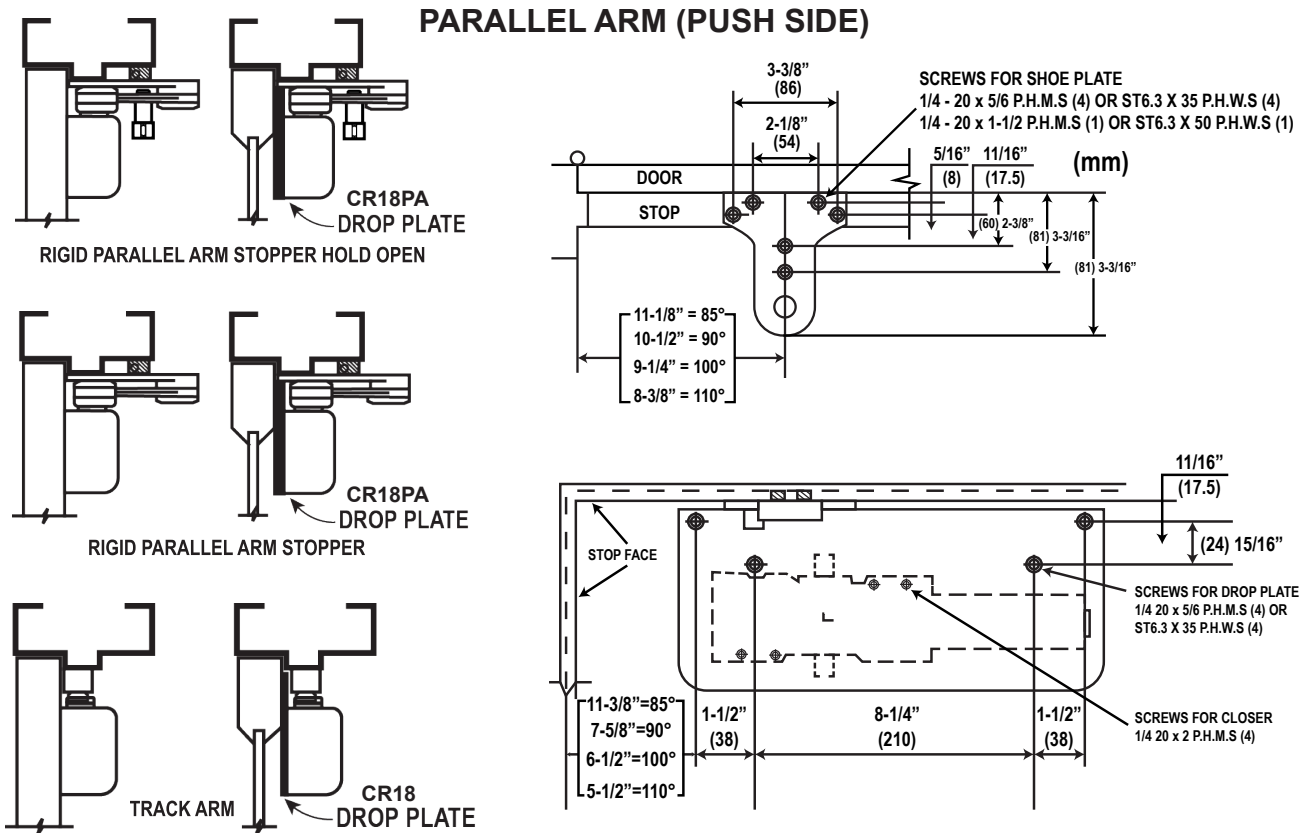 PARALLEL ARM (PUSH SIDE)
CR18PA
DROP PLATE
RIGID PARALLEL ARM STOPPER HOLD OPEN
CR18PA
DROP PLATE
RIGID PARALLEL ARM STOPPER
TRACK ARM
CR18
DROP PLATE
3-3/8”
(86)
2-1/8”
(54)
SCREWS FOR SHOE PLATE
1/4 - 20 x 5/6 P.H.M.S (4) OR ST6.3 X 35 P.H.W.S (4)
1/4 - 20 x 1-1/2 P.H.M.S (1) OR ST6.3 X 50 P.H.W.S (1)
5/16” 11/16”
(8) (17.5)
(mm)
DOOR
STOP
(60) 2-3/8”
(81) 3-3/16”
(81) 3-3/16”
11-1/8” = 85°
10-1/2” = 90°
9-1/4” = 100°
8-3/8” = 110°
11/16”
(17.5)
(24) 15/16”
STOP FACE
L
SCREWS FOR DROP PLATE
1/4 20 x 5/6 P.H.M.S (4) OR
ST6.3 X 35 P.H.W.S (4)
SCREWS FOR CLOSER
1/4 20 x 2 P.H.M.S (4)
11-3/8”=85°
7-5/8”=90°
6-1/2”=100°
5-1/2”=110°
1-1/2”
(38)
8-1/4”
(210)
1-1/2”
(38)